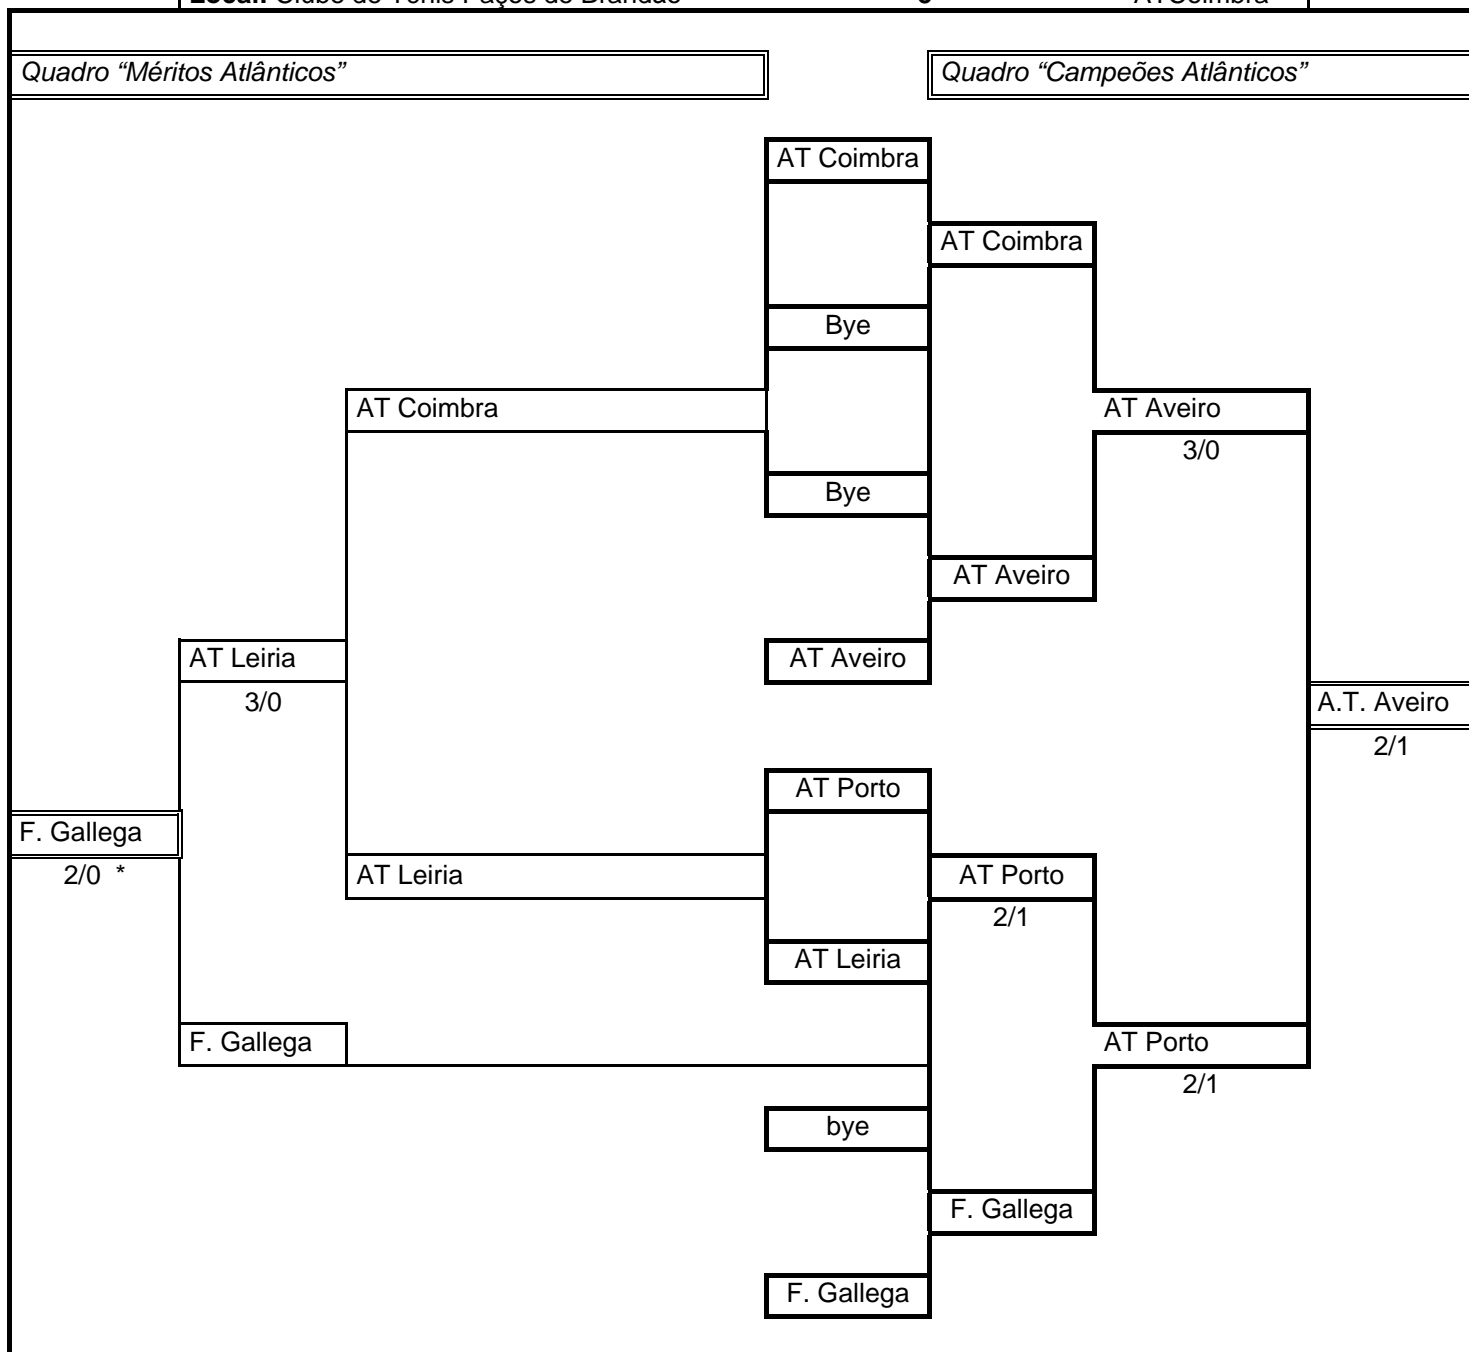 Quadro “Méritos Atlânticos”
Quadro “Campeões Atlânticos”
AT Coimbra
AT Coimbra
Bye
AT Coimbra
AT Aveiro
3/0
Bye
AT Aveiro
AT Leiria
AT Aveiro
3/0
A.T. Aveiro
2/1
AT Porto
F. Gallega
2/0 *
AT Leiria
AT Porto
2/1
AT Leiria
F. Gallega
AT Porto
2/1
bye
F. Gallega
F. Gallega